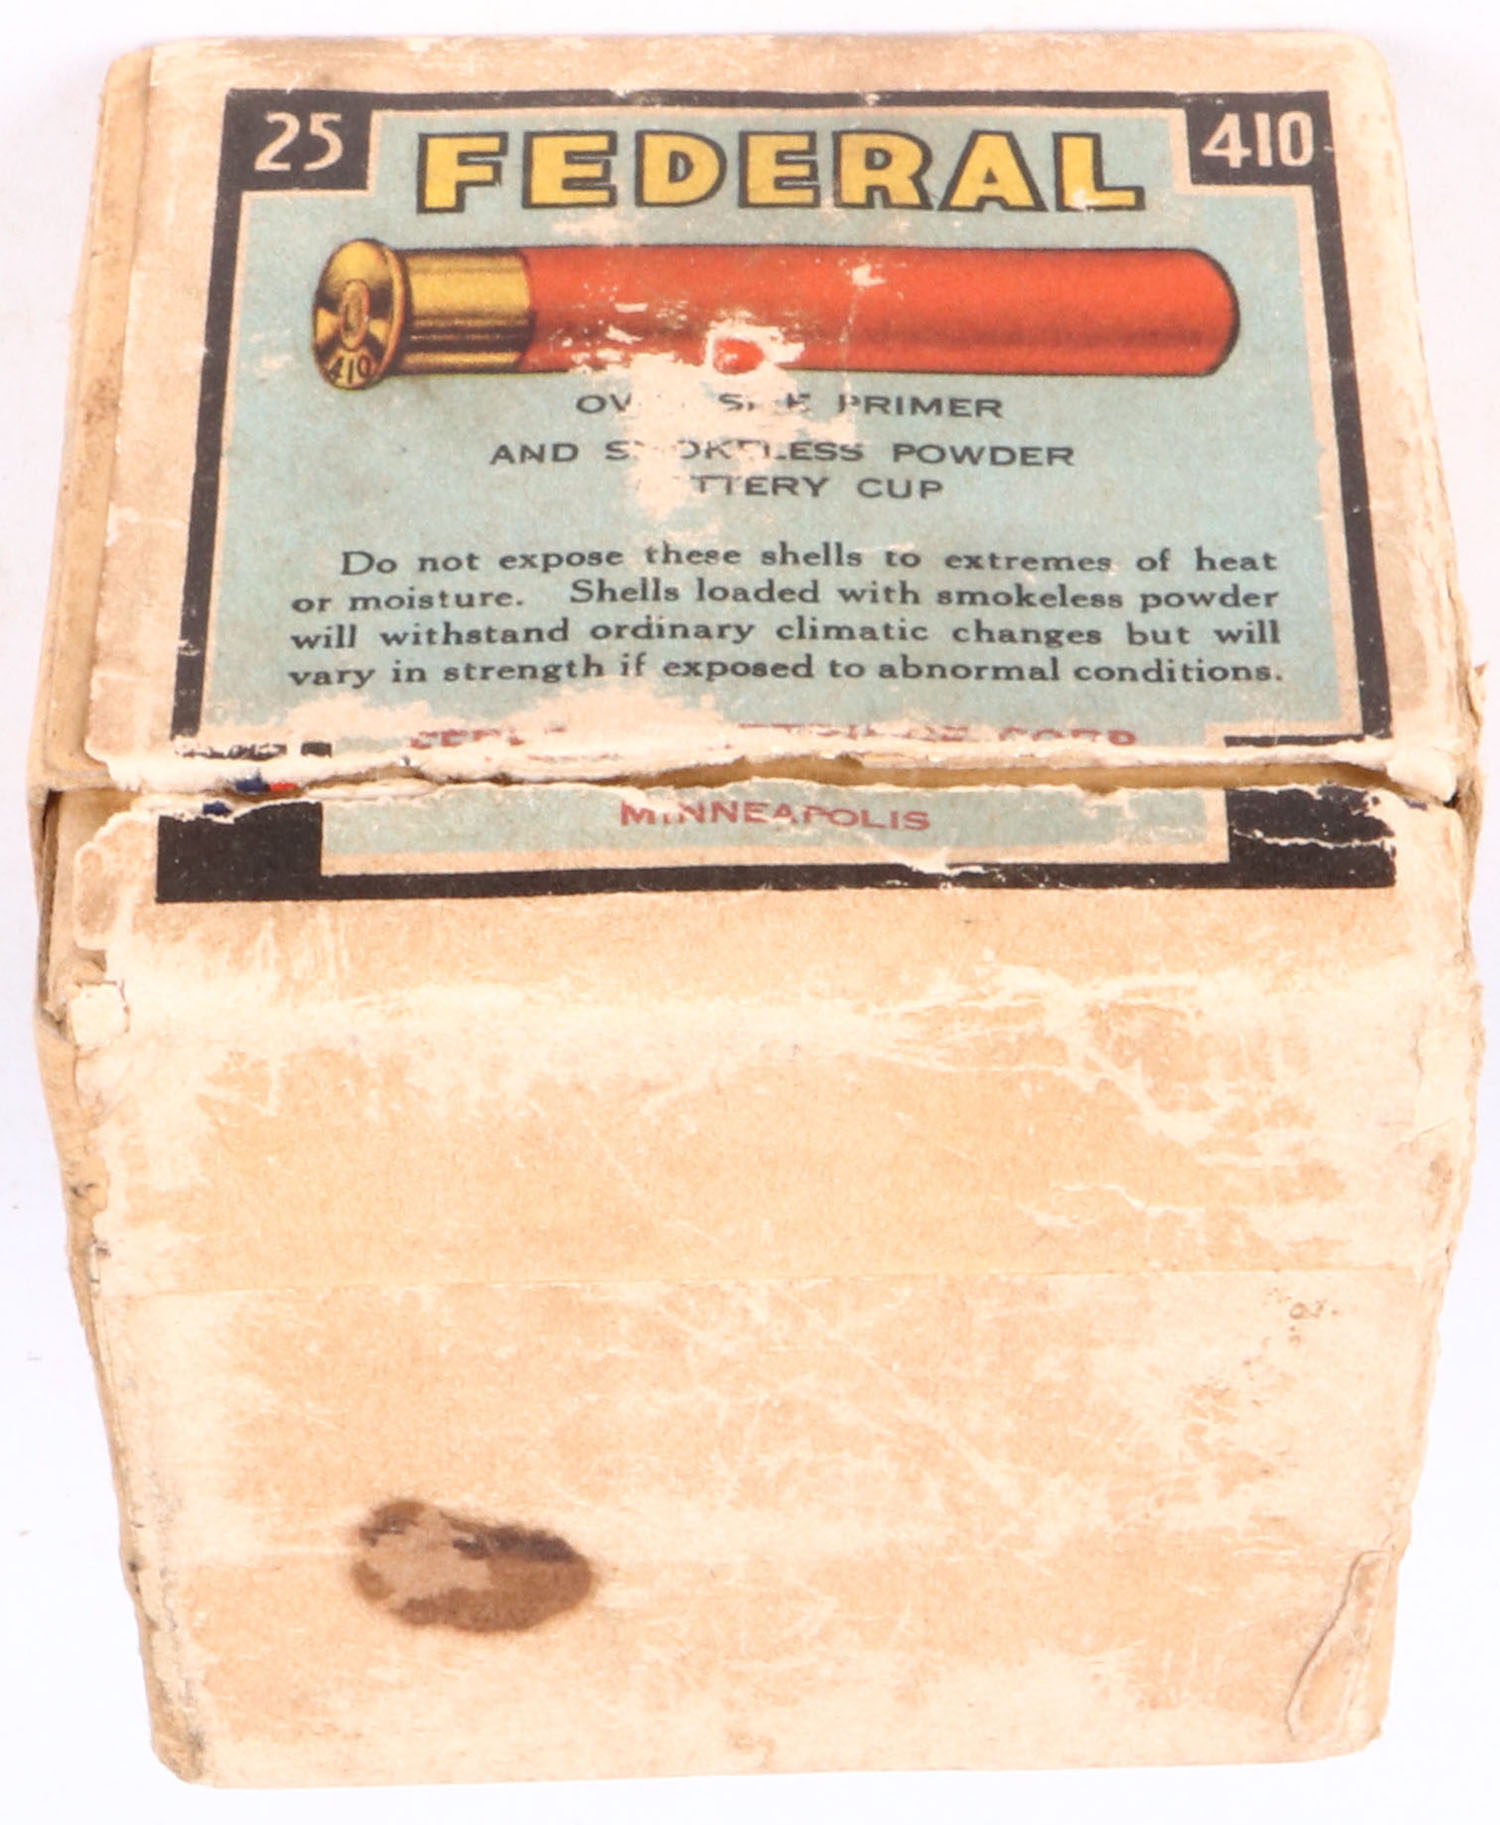 25
FEDERAL
410
410
PRIMER
AND SMOKELESS POWDER
CUP
Do not expose these shells to extremes of heat
or moisture. Shells loaded with smokeless powder
will withstand ordinary climatic changes but will
vary in strength if exposed to abnormal conditions.
CORP
MINNEAPOLIS